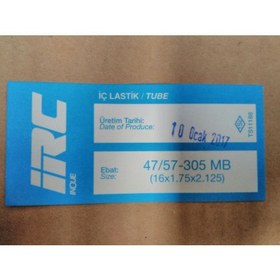 İRC
INOUE
İÇ LASTİK / TUBE
Üretim Tarihi:
Date of Produce:
10 Ocak 2017
Ebat:
Size:
47/57-305 MB
(16x1.75x2.125)